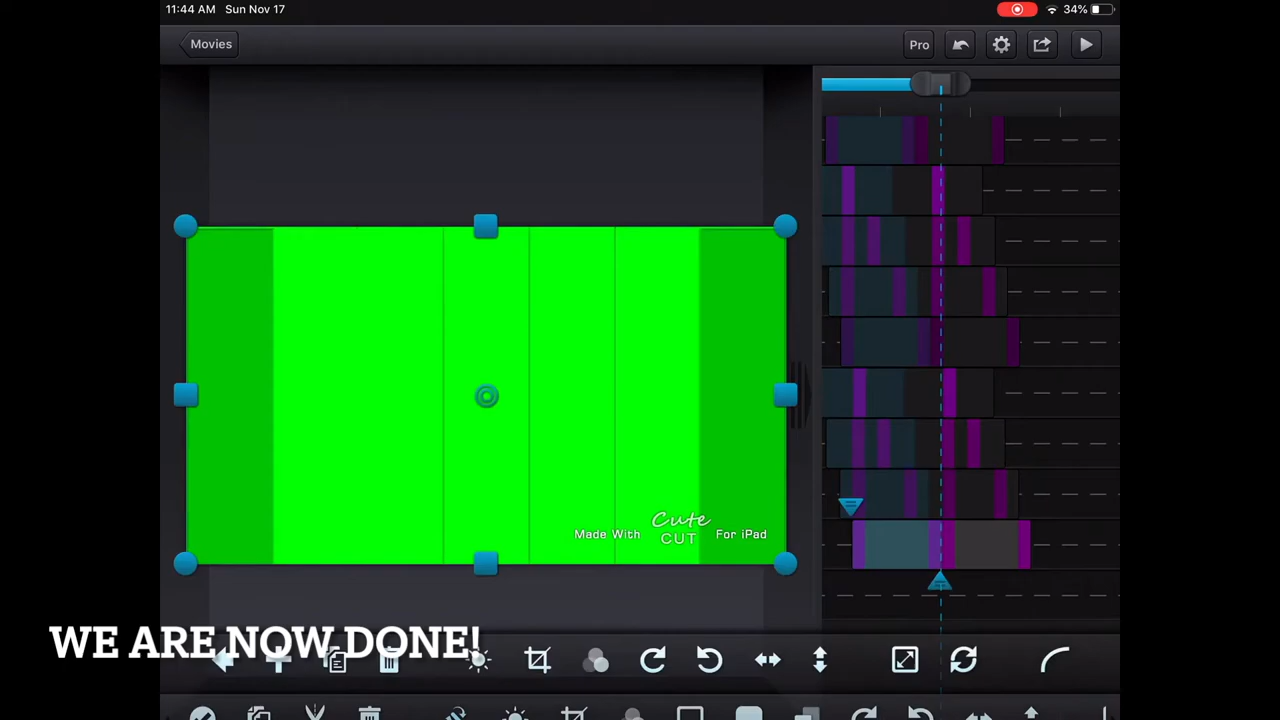 11:44 AM Sun Nov 17
34%
Movies
Pro
Made With Cute CUT For iPad
WE ARE NOW DONE!